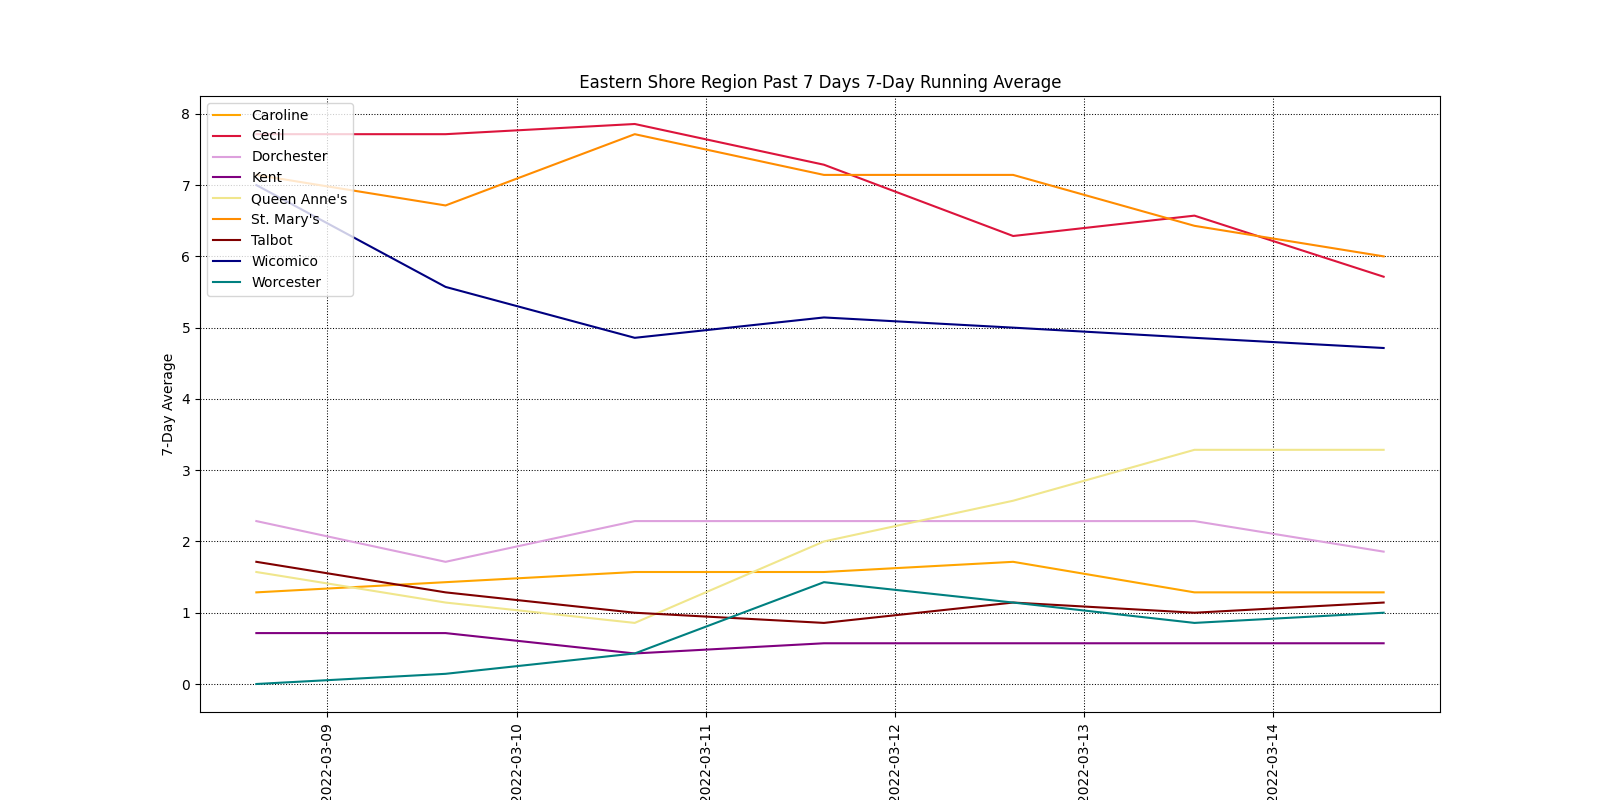 Eastern Shore Region Past 7 Days 7-Day Running Average
Caroline
Cecil
Dorchester
Kent
Queen Anne's
St. Mary's
Talbot
Wicomico
Worcester
7-Day Average
8
7
6
5
4
3
2
1
0
2022-03-09
2022-03-10
2022-03-11
2022-03-12
2022-03-13
2022-03-14